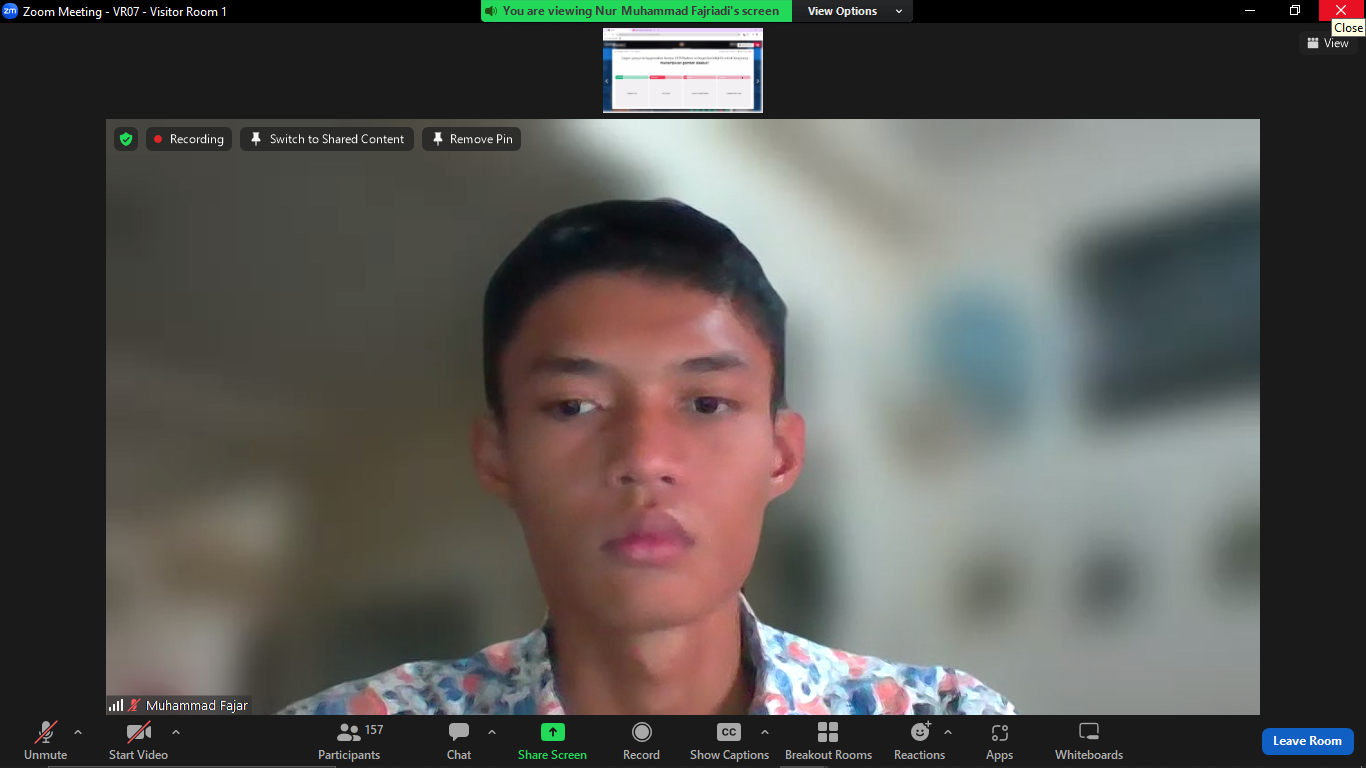 zm Zoom Meeting - VR07 - Visitor Room 1
You are viewing Nur Muhammad Fajriadi's screen
View Options
Close
View
Recording
Switch to Shared Content
Remove Pin
Muhammad Fajar
Unmute
Start Video
Participants 157
Chat
Share Screen
Record
CC Show Captions
Breakout Rooms
Reactions
Apps
Whiteboards
Leave Room